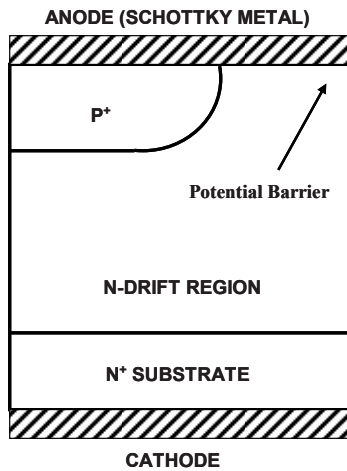 ANODE (SCHOTTKY METAL)
P⁺
Potential Barrier
N-DRIFT REGION
N⁺ SUBSTRATE
CATHODE